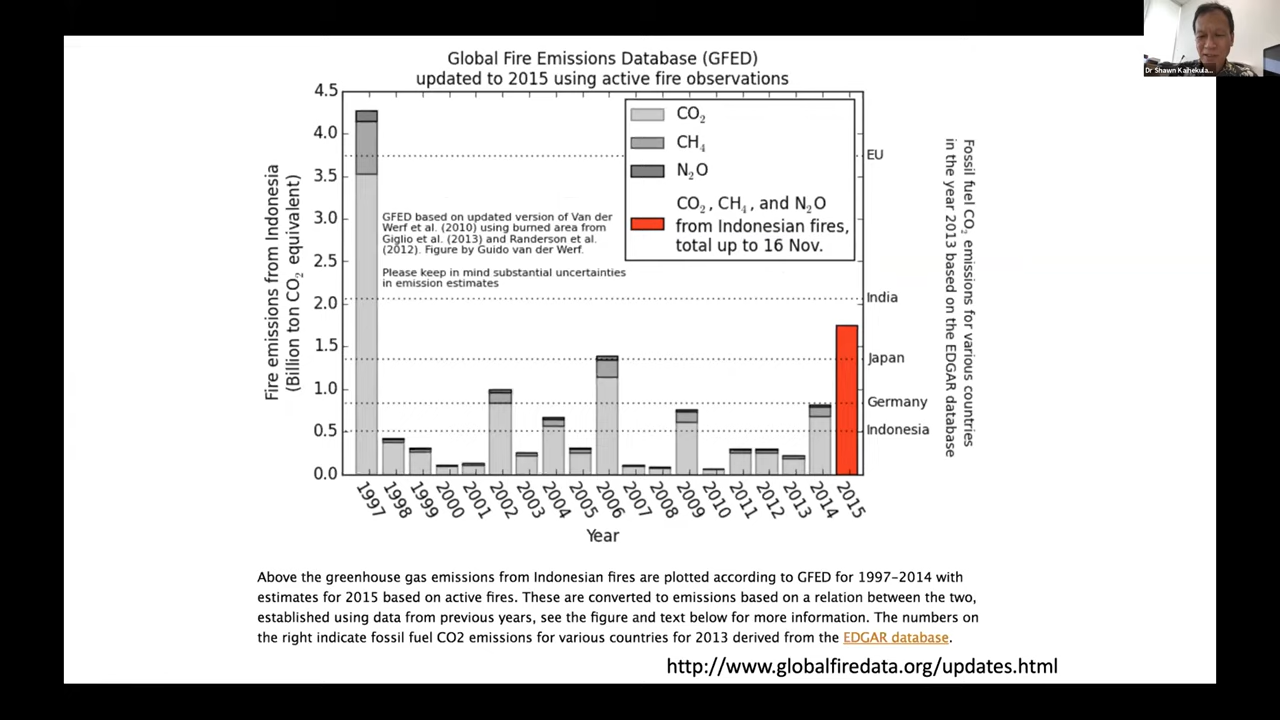 Dr Shawn Kaihekula...
Global Fire Emissions Database (GFED)
updated to 2015 using active fire observations
Fire emissions from Indonesia
(Billion ton CO₂ equivalent)
4.5
4.0
3.5
3.0
2.5
2.0
1.5
1.0
0.5
0.0
CO₂
CH₄
N₂O
CO₂, CH₄, and N₂O
from Indonesian fires,
total up to 16 Nov.
GFED based on updated version of Van der
Werf et al. (2010) using burned area from
Giglio et al. (2013) and Randerson et al.
(2012). Figure by Guido van der Werf.
Please keep in mind substantial uncertainties
in emission estimates
EU
India
Japan
Germany
Indonesia
Fossil fuel CO₂ emissions for various countries
in the year 2013 based on the EDGAR database
1997
1998
1999
2000
2001
2002
2003
2004
2005
2006
2007
2008
2009
2010
2011
2012
2013
2014
2015
Year
Above the greenhouse gas emissions from Indonesian fires are plotted according to GFED for 1997-2014 with
estimates for 2015 based on active fires. These are converted to emissions based on a relation between the two,
established using data from previous years, see the figure and text below for more information. The numbers on
the right indicate fossil fuel CO2 emissions for various countries for 2013 derived from the EDGAR database.
http://www.globalfiredata.org/updates.html